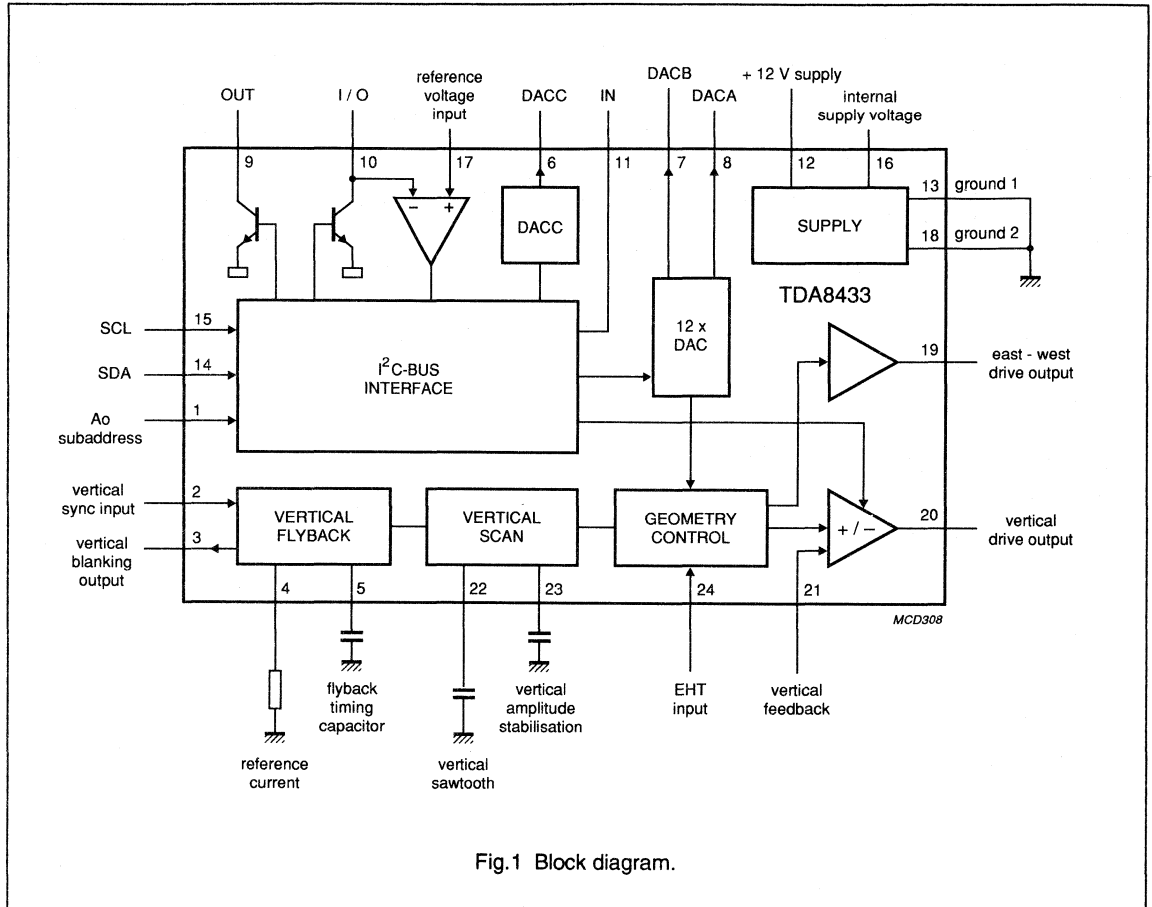 DACB
+ 12 V supply
reference
voltage
input
OUT
I / O
DACC
IN
DACA
internal
supply voltage
9
10
17
6
11
7
8
12
16
13
ground 1
18
ground 2
– +
DACC
SUPPLY
TDA8433
15
SCL
14
SDA
1
Ao
subaddress
I²C-BUS
INTERFACE
12 x
DAC
19
east - west
drive output
2
vertical
sync input
3
vertical
blanking
output
VERTICAL
FLYBACK
VERTICAL
SCAN
GEOMETRY
CONTROL
+ / –
20
vertical
drive output
4
5
22
23
24
21
MCD308
flyback
timing
capacitor
vertical
amplitude
stabilisation
EHT
input
vertical
feedback
reference
current
vertical
sawtooth
Fig.1 Block diagram.